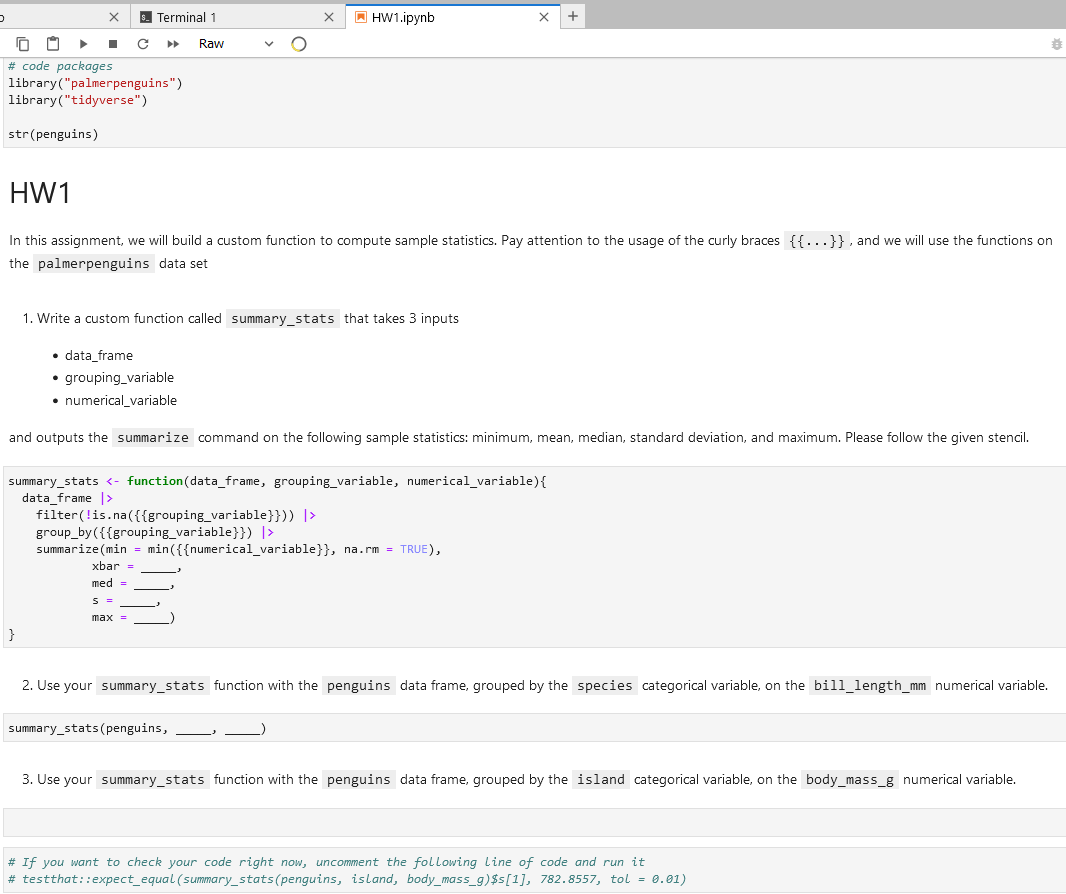 Terminal 1
HW1.ipynb
Raw
# code packages
library("palmerpenguins")
library("tidyverse")
str(penguins)
HW1
In this assignment, we will build a custom function to compute sample statistics. Pay attention to the usage of the curly braces {{...}}, and we will use the functions on
the palmerpenguins data set
1. Write a custom function called summary_stats that takes 3 inputs
• data_frame
• grouping_variable
• numerical_variable
and outputs the summarize command on the following sample statistics: minimum, mean, median, standard deviation, and maximum. Please follow the given stencil.
summary_stats <- function(data_frame, grouping_variable, numerical_variable){
  data_frame |>
    filter(!is.na({{grouping_variable}})) |>
    group_by({{grouping_variable}}) |>
    summarize(min = min({{numerical_variable}}, na.rm = TRUE),
            xbar = _____,
            med = _____,
            s = _____,
            max = _____)
}
2. Use your summary_stats function with the penguins data frame, grouped by the species categorical variable, on the bill_length_mm numerical variable.
summary_stats(penguins, _____, _____)
3. Use your summary_stats function with the penguins data frame, grouped by the island categorical variable, on the body_mass_g numerical variable.
# If you want to check your code right now, uncomment the following line of code and run it
# testthat::expect_equal(summary_stats(penguins, island, body_mass_g)$s[1], 782.8557, tol = 0.01)